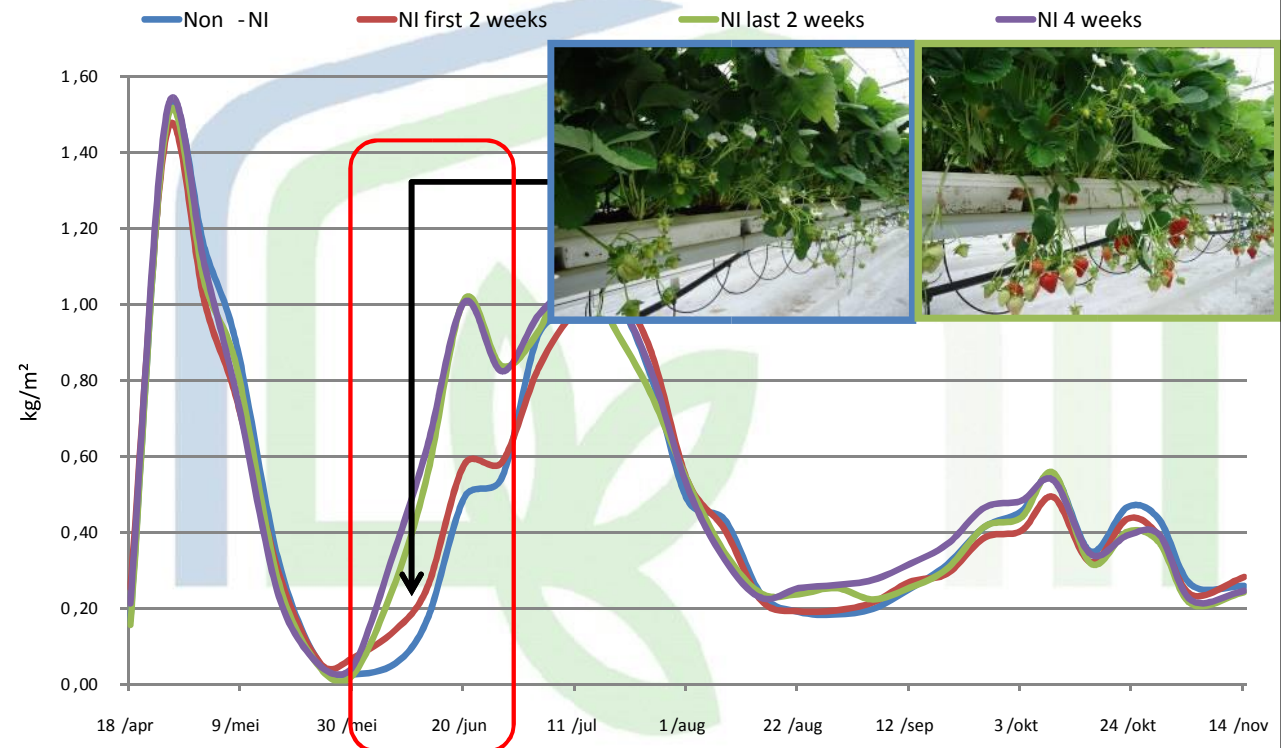 Non - NI
NI first 2 weeks
NI last 2 weeks
NI 4 weeks
kg/m²
1,60
1,40
1,20
1,00
0,80
0,60
0,40
0,20
0,00
18 /apr
9 /mei
30 /mei
20 /jun
11 /jul
1 /aug
22 /aug
12 /sep
3 /okt
24 /okt
14 /nov